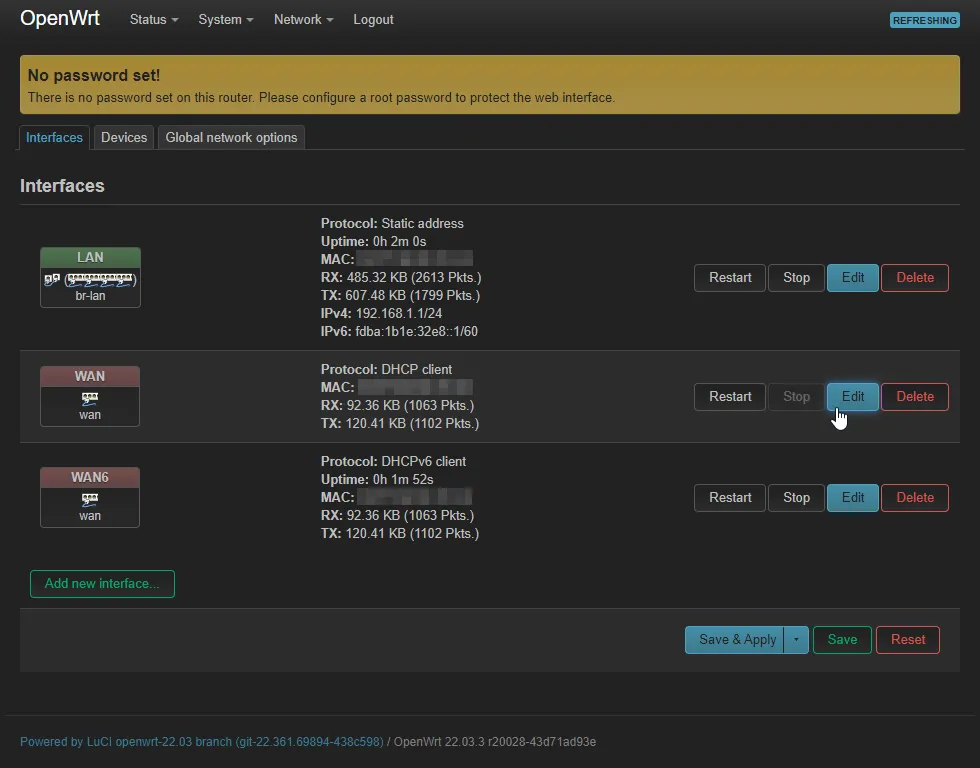 OpenWrt Status System Network Logout REFRESHING
No password set!
There is no password set on this router. Please configure a root password to protect the web interface.
Interfaces Devices Global network options
Interfaces
LAN
br-lan
Protocol: Static address
Uptime: 0h 2m 0s
MAC:
RX: 485.32 KB (2613 Pkts.)
TX: 607.48 KB (1799 Pkts.)
IPv4: 192.168.1.1/24
IPv6: fdba:1b1e:32e8::1/60
Restart Stop Edit Delete
WAN
wan
Protocol: DHCP client
MAC:
RX: 92.36 KB (1063 Pkts.)
TX: 120.41 KB (1102 Pkts.)
Restart Stop Edit Delete
WAN6
wan
Protocol: DHCPv6 client
Uptime: 0h 1m 52s
MAC:
RX: 92.36 KB (1063 Pkts.)
TX: 120.41 KB (1102 Pkts.)
Restart Stop Edit Delete
Add new interface...
Save & Apply Save Reset
Powered by LuCI openwrt-22.03 branch (git-22.361.69894-438c598) / OpenWrt 22.03.3 r20028-43d71ad93e